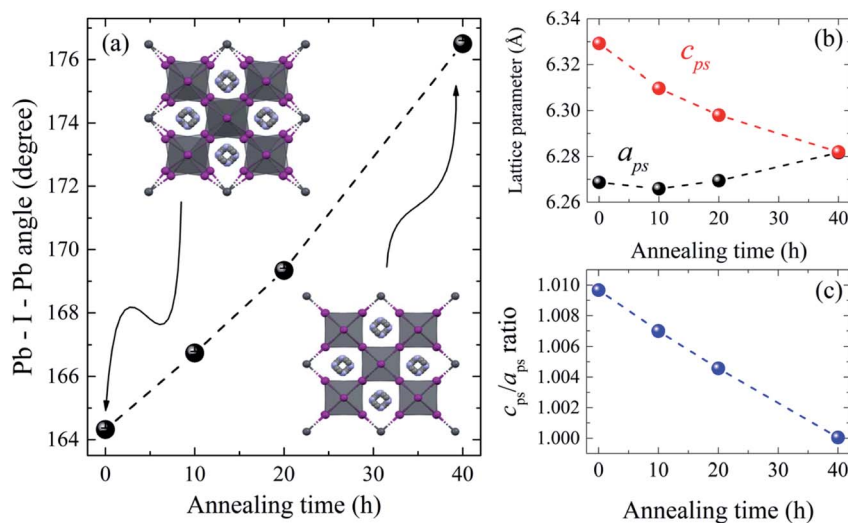 (a)
Pb - I - Pb angle (degree)
176
174
172
170
168
166
164
0 10 20 30 40
Annealing time (h)
(b)
Lattice parameter (Å)
6.34
6.32
6.30
6.28
6.26
c_ps
a_ps
0 10 20 30 40
Annealing time (h)
(c)
c_ps/a_ps ratio
1.010
1.008
1.006
1.004
1.002
1.000
0 10 20 30 40
Annealing time (h)